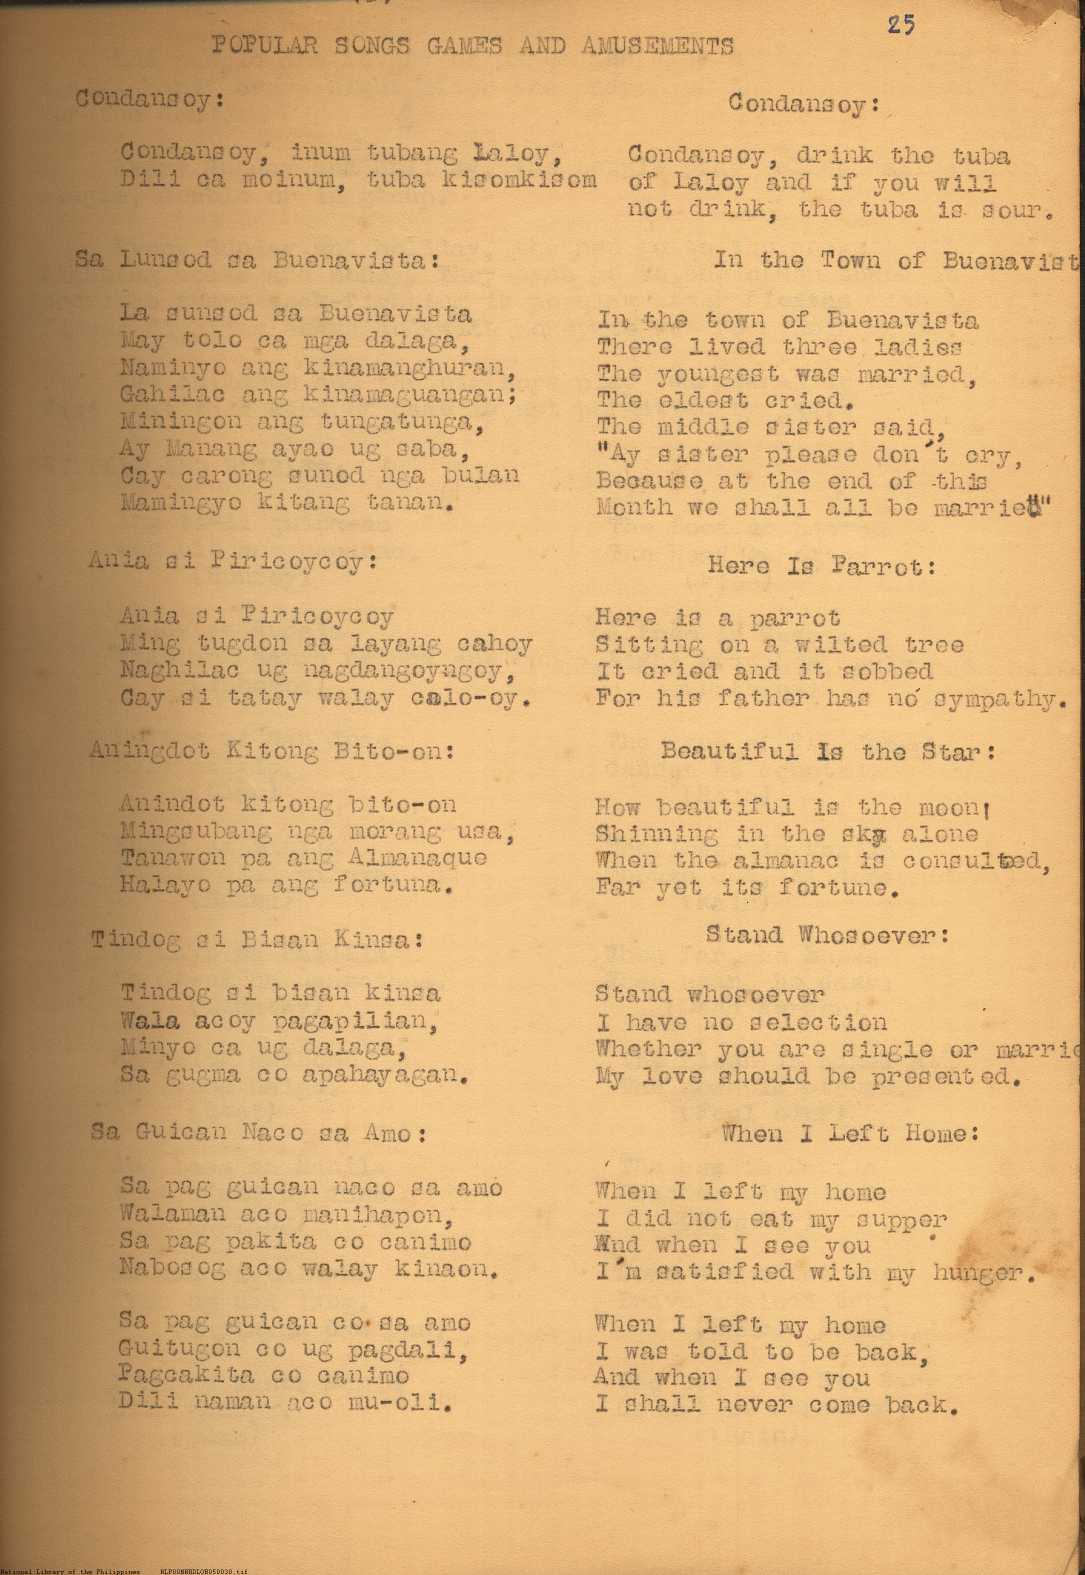 25
POPULAR SONGS GAMES AND AMUSEMENTS
Condansoy:
Condansoy, inum tubang Laloy,
Dili ca moinum, tuba kisomkisom
Condansoy:
Condansoy, drink the tuba
of Laloy and if you will
not drink, the tuba is sour.
Sa Lunsod sa Buenavista:
La sunsod sa Buenavista
May tolo ca mga dalaga,
Naminyo ang kinamanghuran,
Gahilac ang kinamaguangan;
Miningon ang tungatunga,
Ay Manang ayao ug saba,
Cay carong sunod nga bulan
Mamingyo kitang tanan.
In the Town of Buenavist
In the town of Buenavista
There lived three ladies
The youngest was married,
The eldest cried.
The middle sister said,
"Ay sister please don't cry,
Because at the end of this
Month we shall all be married"
Ania si Piricoycoy:
Ania si Piricoycoy
Ming tugdon sa layang cahoy
Naghilac ug nagdangoyngoy,
Cay si tatay walay calo-oy.
Here Is Parrot:
Here is a parrot
Sitting on a wilted tree
It cried and it sobbed
For his father has no sympathy.
Aningdot Kitong Bito-on:
Anindot kitong bito-on
Mingsubang nga morang usa,
Tanawon pa ang Almanaque
Halayo pa ang fortuna.
Beautiful Is the Star:
How beautiful is the moon!
Shinning in the sky alone
When the almanac is consulted,
Far yet its fortune.
Tindog si Bisan Kinsa:
Tindog si bisan kinsa
Wala acoy pagapilian,
Minyo ca ug dalaga,
Sa gugma co apahayagan.
Stand Whosoever:
Stand whosoever
I have no selection
Whether you are single or marrie
My love should be presented.
Sa Guican Naco sa Amo:
Sa pag guican naco sa amo
Walaman aco manihapon,
Sa pag pakita co canimo
Nabosog aco walay kinaon.
Sa pag guican co sa amo
Guitugon co ug pagdali,
Pagcakita co canimo
Dili naman aco mu-oli.
When I Left Home:
When I left my home
I did not eat my supper
And when I see you
I'm satisfied with my hunger.
When I left my home
I was told to be back,
And when I see you
I shall never come back.
National Library of the Philippines